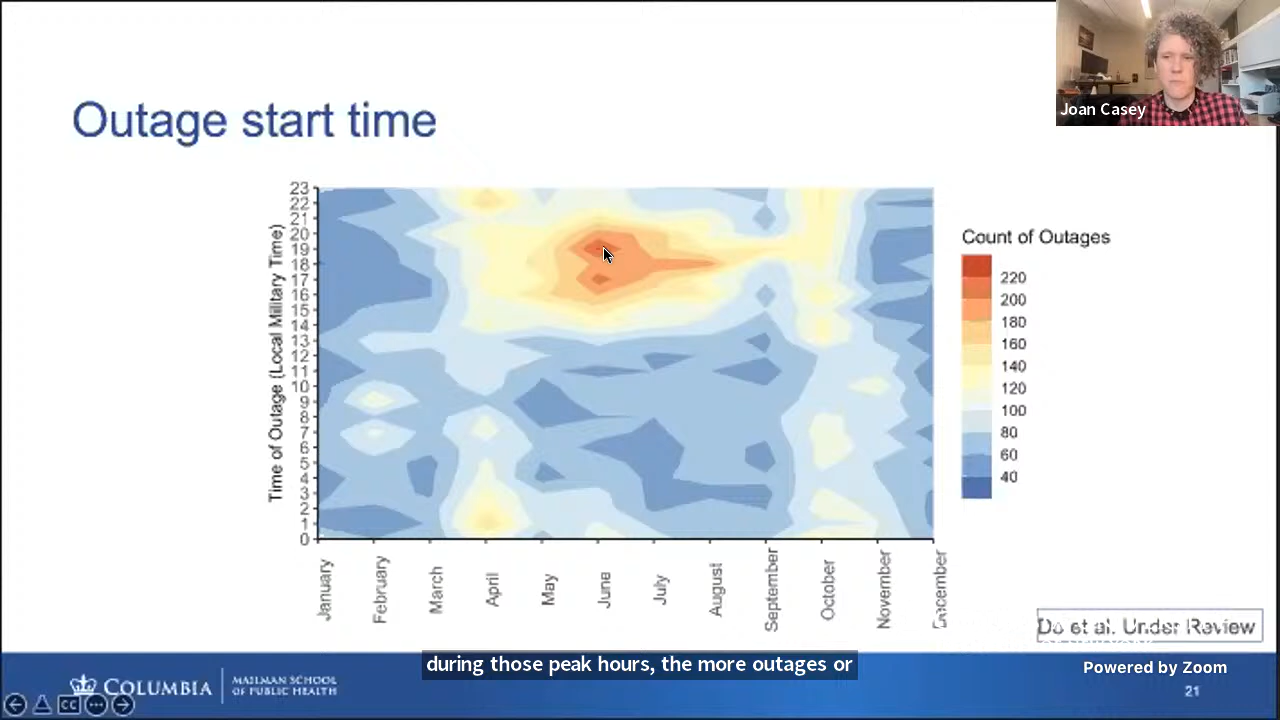 Joan Casey
Outage start time
Time of Outage (Local Military Time)
23
22
21
20
19
18
17
16
15
14
13
12
11
10
9
8
7
6
5
4
3
2
1
0
January
February
March
April
May
June
July
August
September
October
November
December
Count of Outages
220
200
180
160
140
120
100
80
60
40
Do et al. Under Review
during those peak hours, the more outages or
COLUMBIA
MAILMAN SCHOOL
OF PUBLIC HEALTH
Powered by Zoom
21
CC